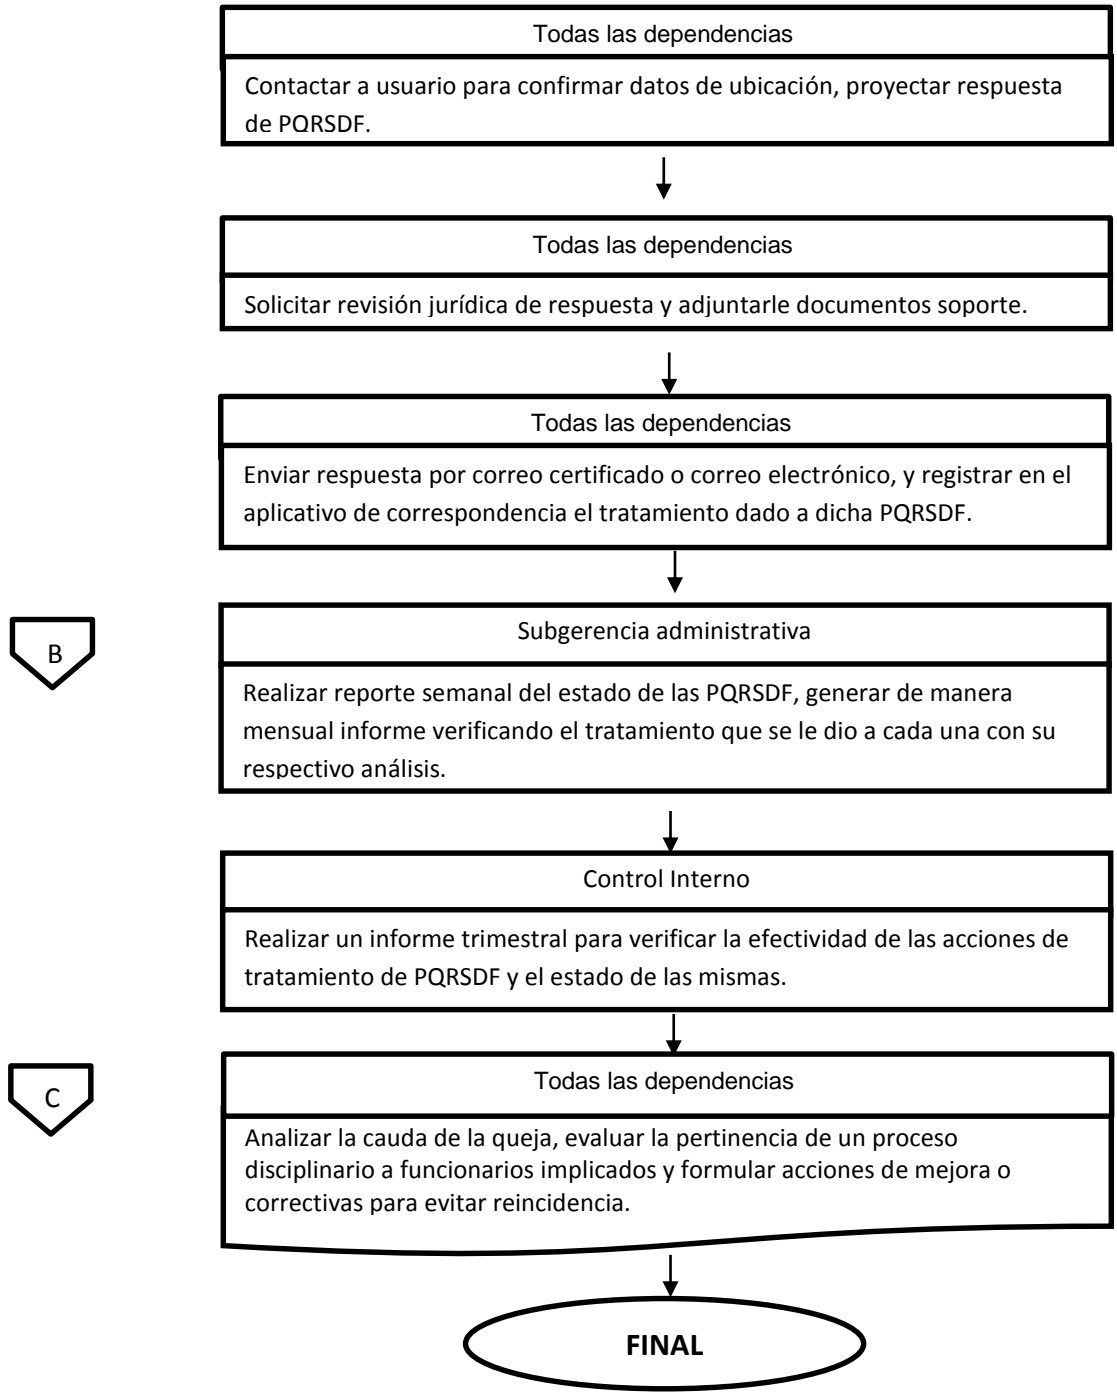 Todas las dependencias
Contactar a usuario para confirmar datos de ubicación, proyectar respuesta
de PQRSDF.
Todas las dependencias
Solicitar revisión jurídica de respuesta y adjuntarle documentos soporte.
Todas las dependencias
Enviar respuesta por correo certificado o correo electrónico, y registrar en el
aplicativo de correspondencia el tratamiento dado a dicha PQRSDF.
B
Subgerencia administrativa
Realizar reporte semanal del estado de las PQRSDF, generar de manera
mensual informe verificando el tratamiento que se le dio a cada una con su
respectivo análisis.
Control Interno
Realizar un informe trimestral para verificar la efectividad de las acciones de
tratamiento de PQRSDF y el estado de las mismas.
C
Todas las dependencias
Analizar la cauda de la queja, evaluar la pertinencia de un proceso
disciplinario a funcionarios implicados y formular acciones de mejora o
correctivas para evitar reincidencia.
FINAL